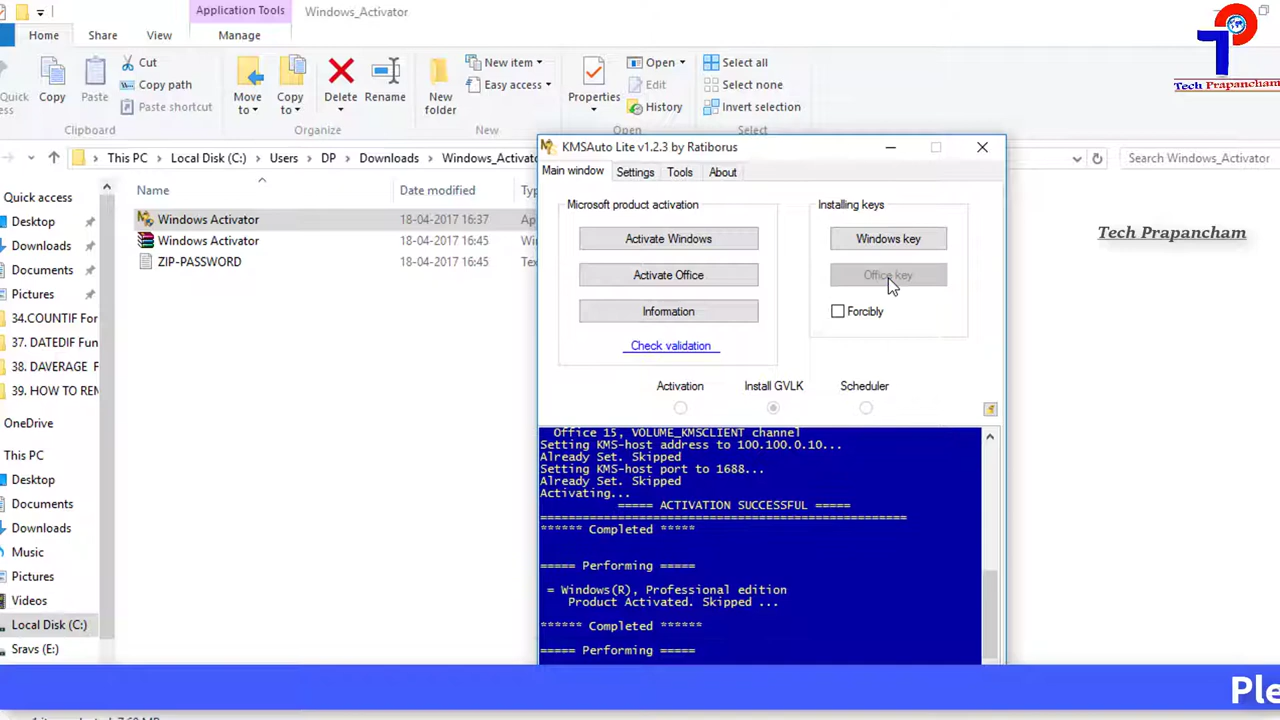 Application Tools
Windows_Activator
Home
Share
View
Manage
Quick
Copy
Paste
Cut
Copy path
Paste shortcut
Clipboard
Move to
Copy to
Delete
Rename
Organize
New folder
New item
Easy access
New
Properties
Open
Edit
History
Open
Select all
Select none
Invert selection
Select
Tech Prapancham
This PC
Local Disk (C:)
Users
DP
Downloads
Search Windows_Activator
Quick access
Desktop
Downloads
Documents
Pictures
34.COUNTIF For
37. DATEDIF Fun
38. DAVERAGE F
39. HOW TO REN
OneDrive
This PC
Desktop
Documents
Downloads
Music
Pictures
Videos
Local Disk (C:)
Sravs (E:)
Name
Date modified
Windows Activator
18-04-2017 16:37
Windows Activator
18-04-2017 16:45
ZIP-PASSWORD
18-04-2017 16:45
KMSAuto Lite v1.2.3 by Ratiborus
Main window
Settings
Tools
About
Microsoft product activation
Activate Windows
Activate Office
Information
Check validation
Installing keys
Windows key
Office key
Forcibly
Activation
Install GVLK
Scheduler
Office 15, VOLUME_KMSCLIENT channel
Setting KMS-host address to 100.100.0.10...
Already Set. Skipped
Setting KMS-host port to 1688...
Already Set. Skipped
Activating...
===== ACTIVATION SUCCESSFUL =====
****** Completed *****
===== Performing =====
= Windows(R), Professional edition
Product Activated. Skipped ...
****** Completed ******
===== Performing =====
Tech Prapancham
Ple